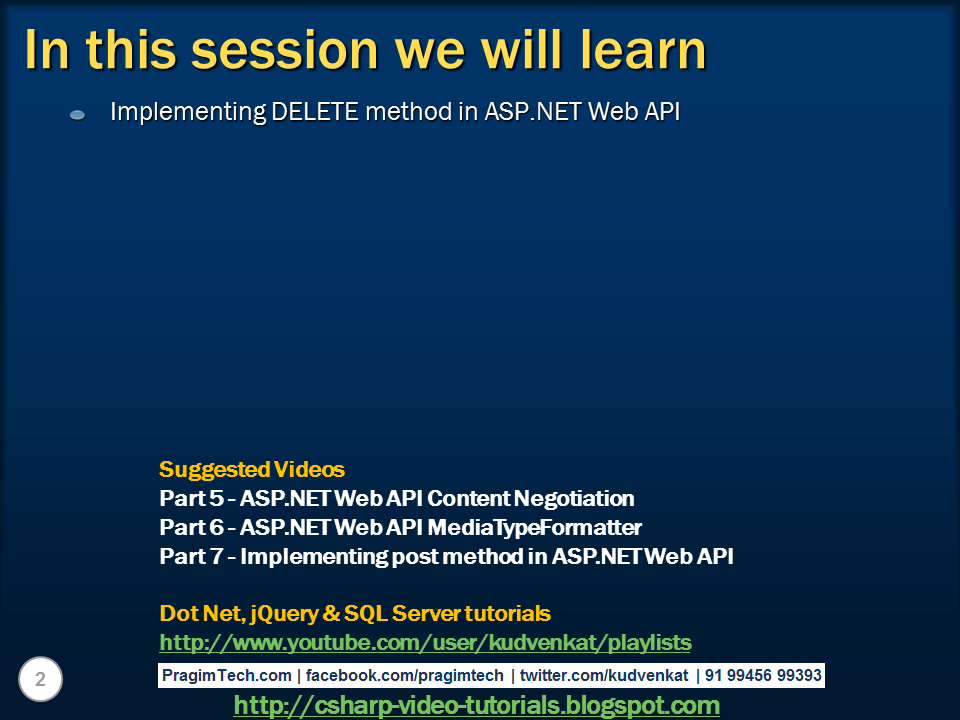 In this session we will learn
Implementing DELETE method in ASP.NET Web API
Suggested Videos
Part 5 - ASP.NET Web API Content Negotiation
Part 6 - ASP.NET Web API MediaTypeFormatter
Part 7 - Implementing post method in ASP.NET Web API
Dot Net, jQuery & SQL Server tutorials
http://www.youtube.com/user/kudvenkat/playlists
2
PragimTech.com | facebook.com/pragimtech | twitter.com/kudvenkat | 91 99456 99393
http://csharp-video-tutorials.blogspot.com